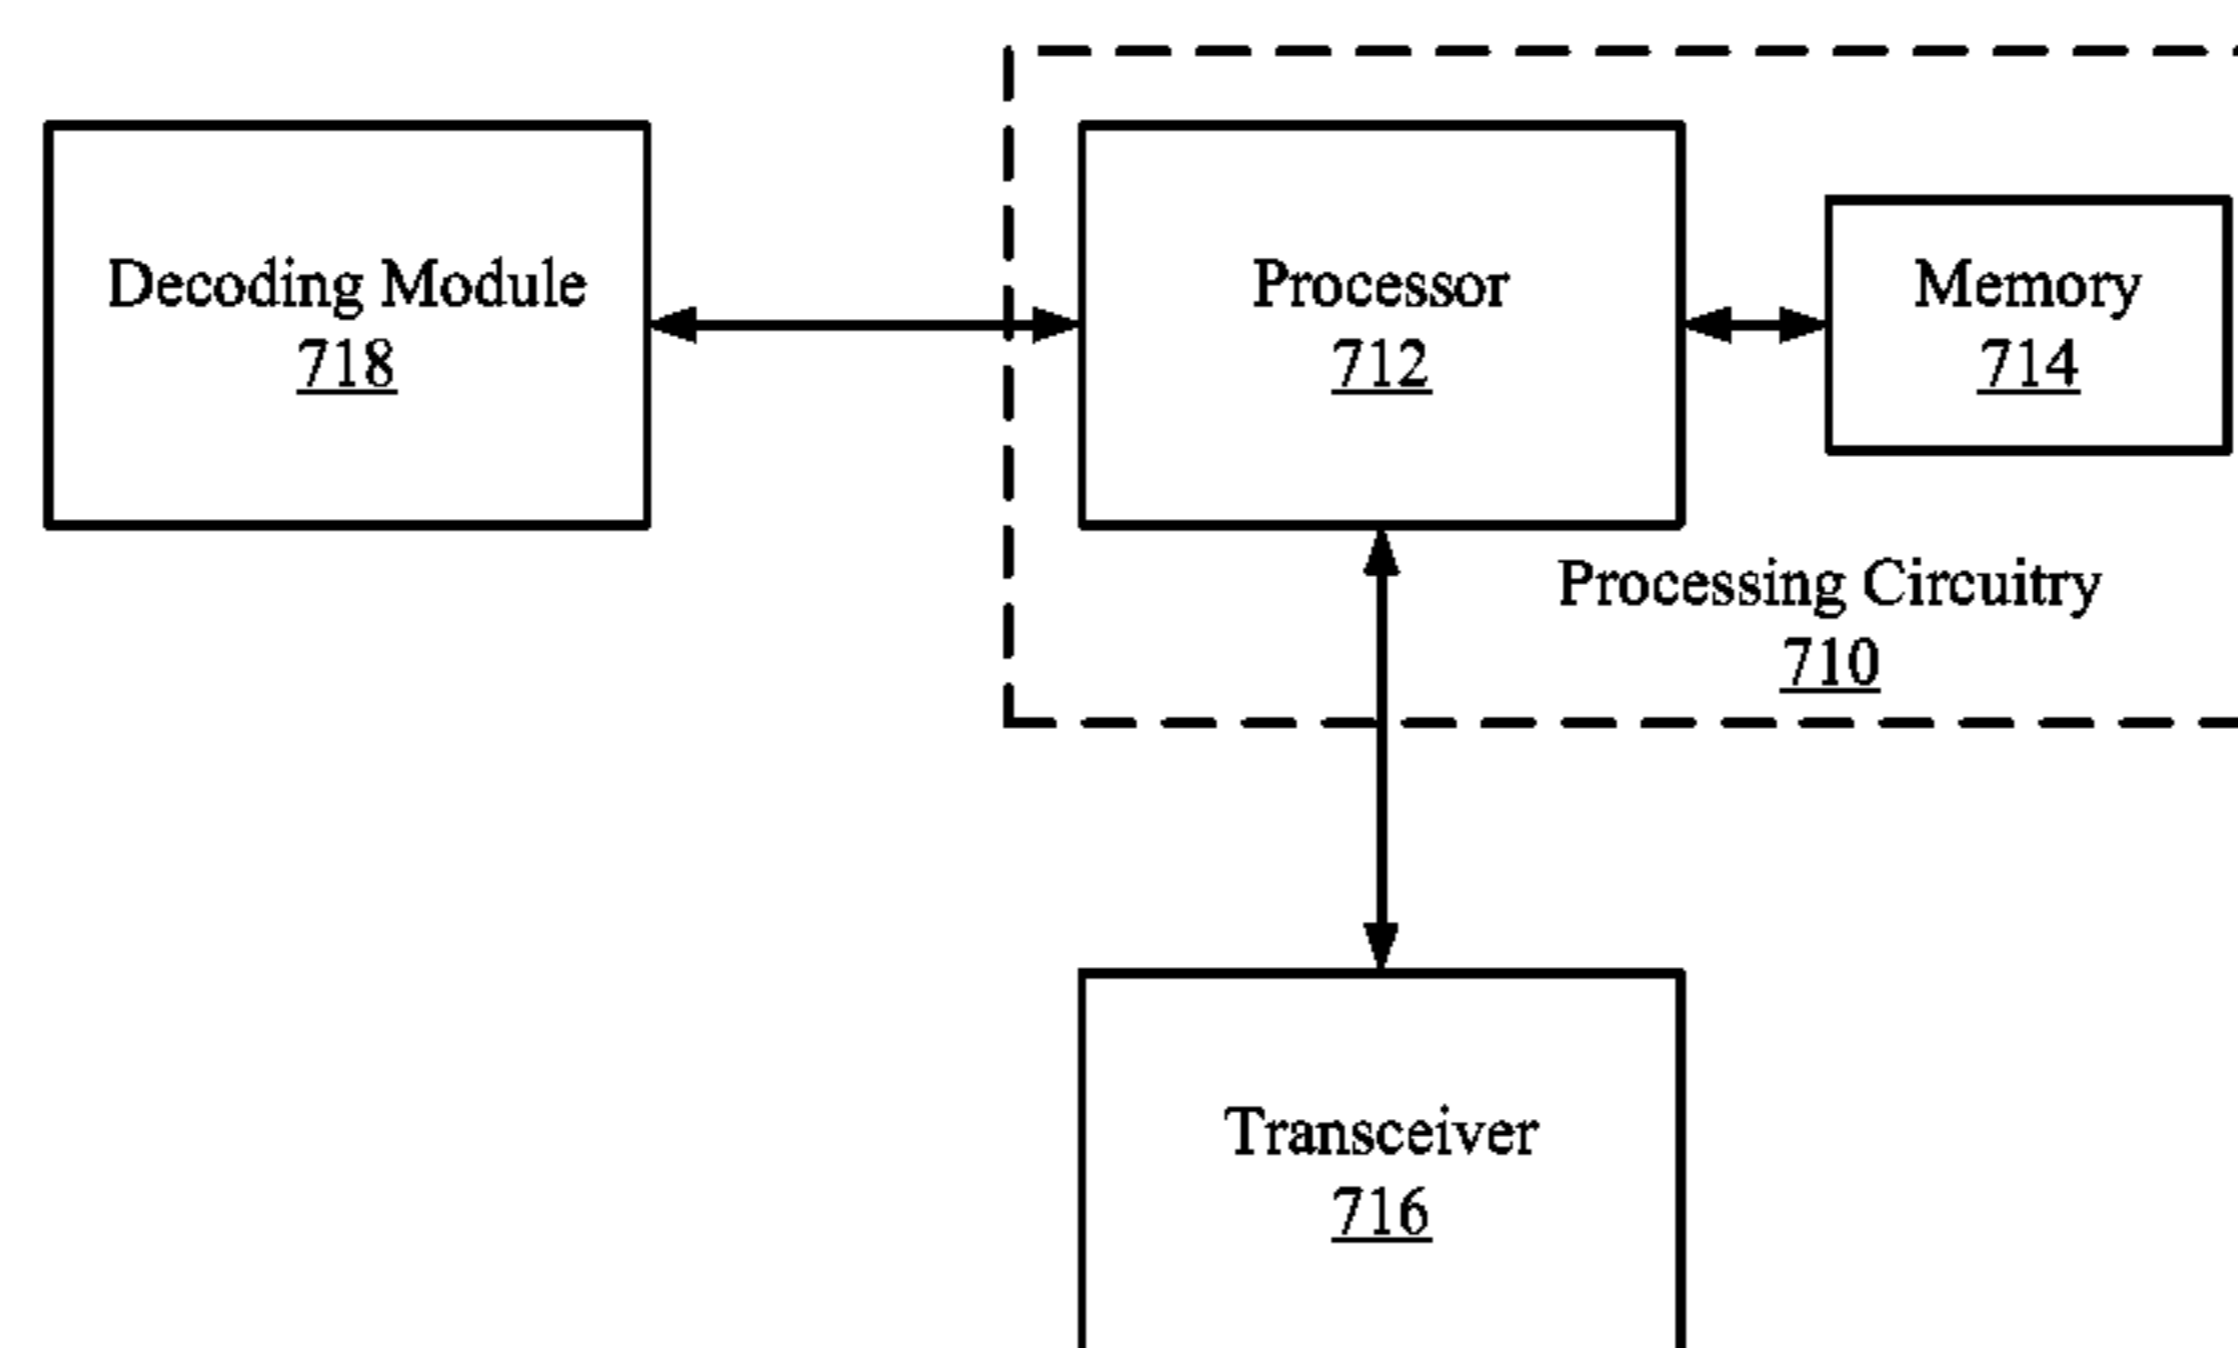 Decoding Module
718
Processor
712
Memory
714
Processing Circuitry
710
Transceiver
716